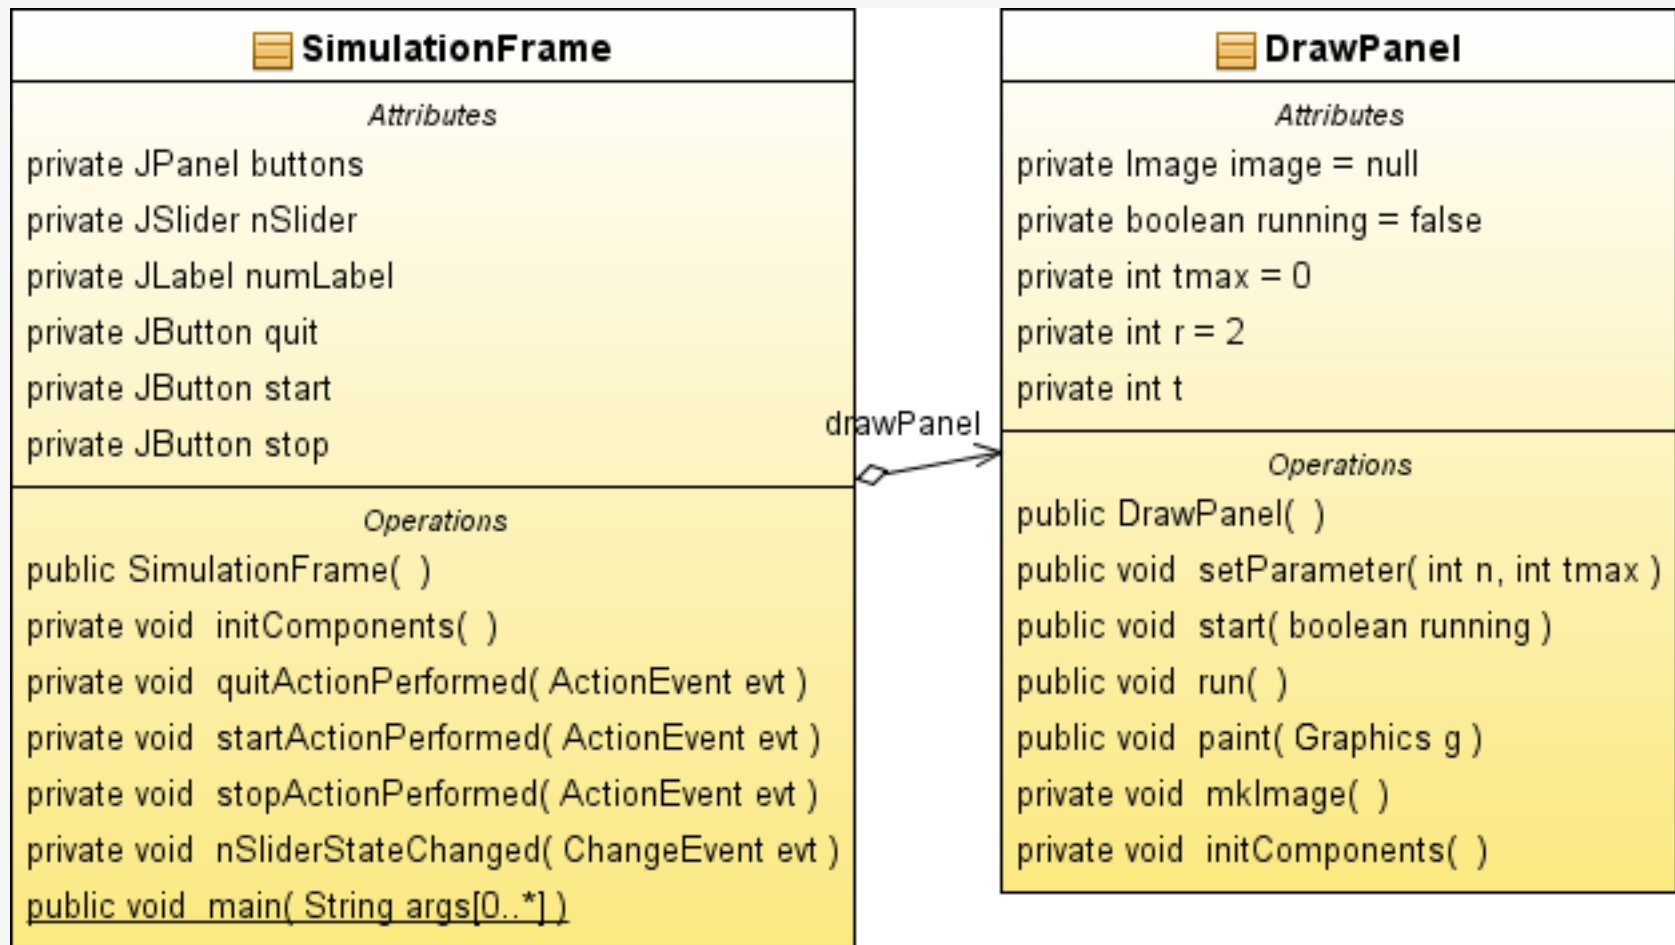 SimulationFrame
Attributes
private JPanel buttons
private JSlider nSlider
private JLabel numLabel
private JButton quit
private JButton start
private JButton stop
Operations
public SimulationFrame( )
private void initComponents( )
private void quitActionPerformed( ActionEvent evt )
private void startActionPerformed( ActionEvent evt )
private void stopActionPerformed( ActionEvent evt )
private void nSliderStateChanged( ChangeEvent evt )
public void main( String args[0..*] )
drawPanel
DrawPanel
Attributes
private Image image = null
private boolean running = false
private int tmax = 0
private int r = 2
private int t
Operations
public DrawPanel( )
public void setParameter( int n, int tmax )
public void start( boolean running )
public void run( )
public void paint( Graphics g )
private void mkImage( )
private void initComponents( )